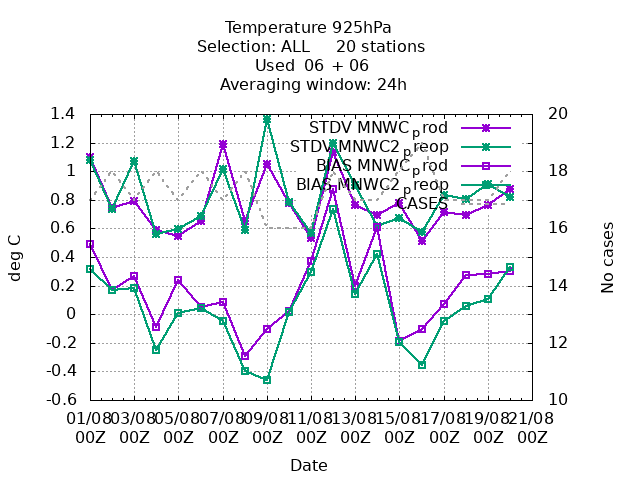 Temperature 925hPa
Selection: ALL 20 stations
Used 06 + 06
Averaging window: 24h
STDV MNWC_prod
STDV MNWC2_preop
BIAS MNWC_prod
BIAS MNWC2_preop
CASES
deg C
1.4
1.2
1
0.8
0.6
0.4
0.2
0
-0.2
-0.4
-0.6
20
18
16
14
12
10
No cases
01/08 03/08 05/08 07/08 09/08 11/08 13/08 15/08 17/08 19/08 21/08
00Z 00Z 00Z 00Z 00Z 00Z 00Z 00Z 00Z 00Z 00Z
Date